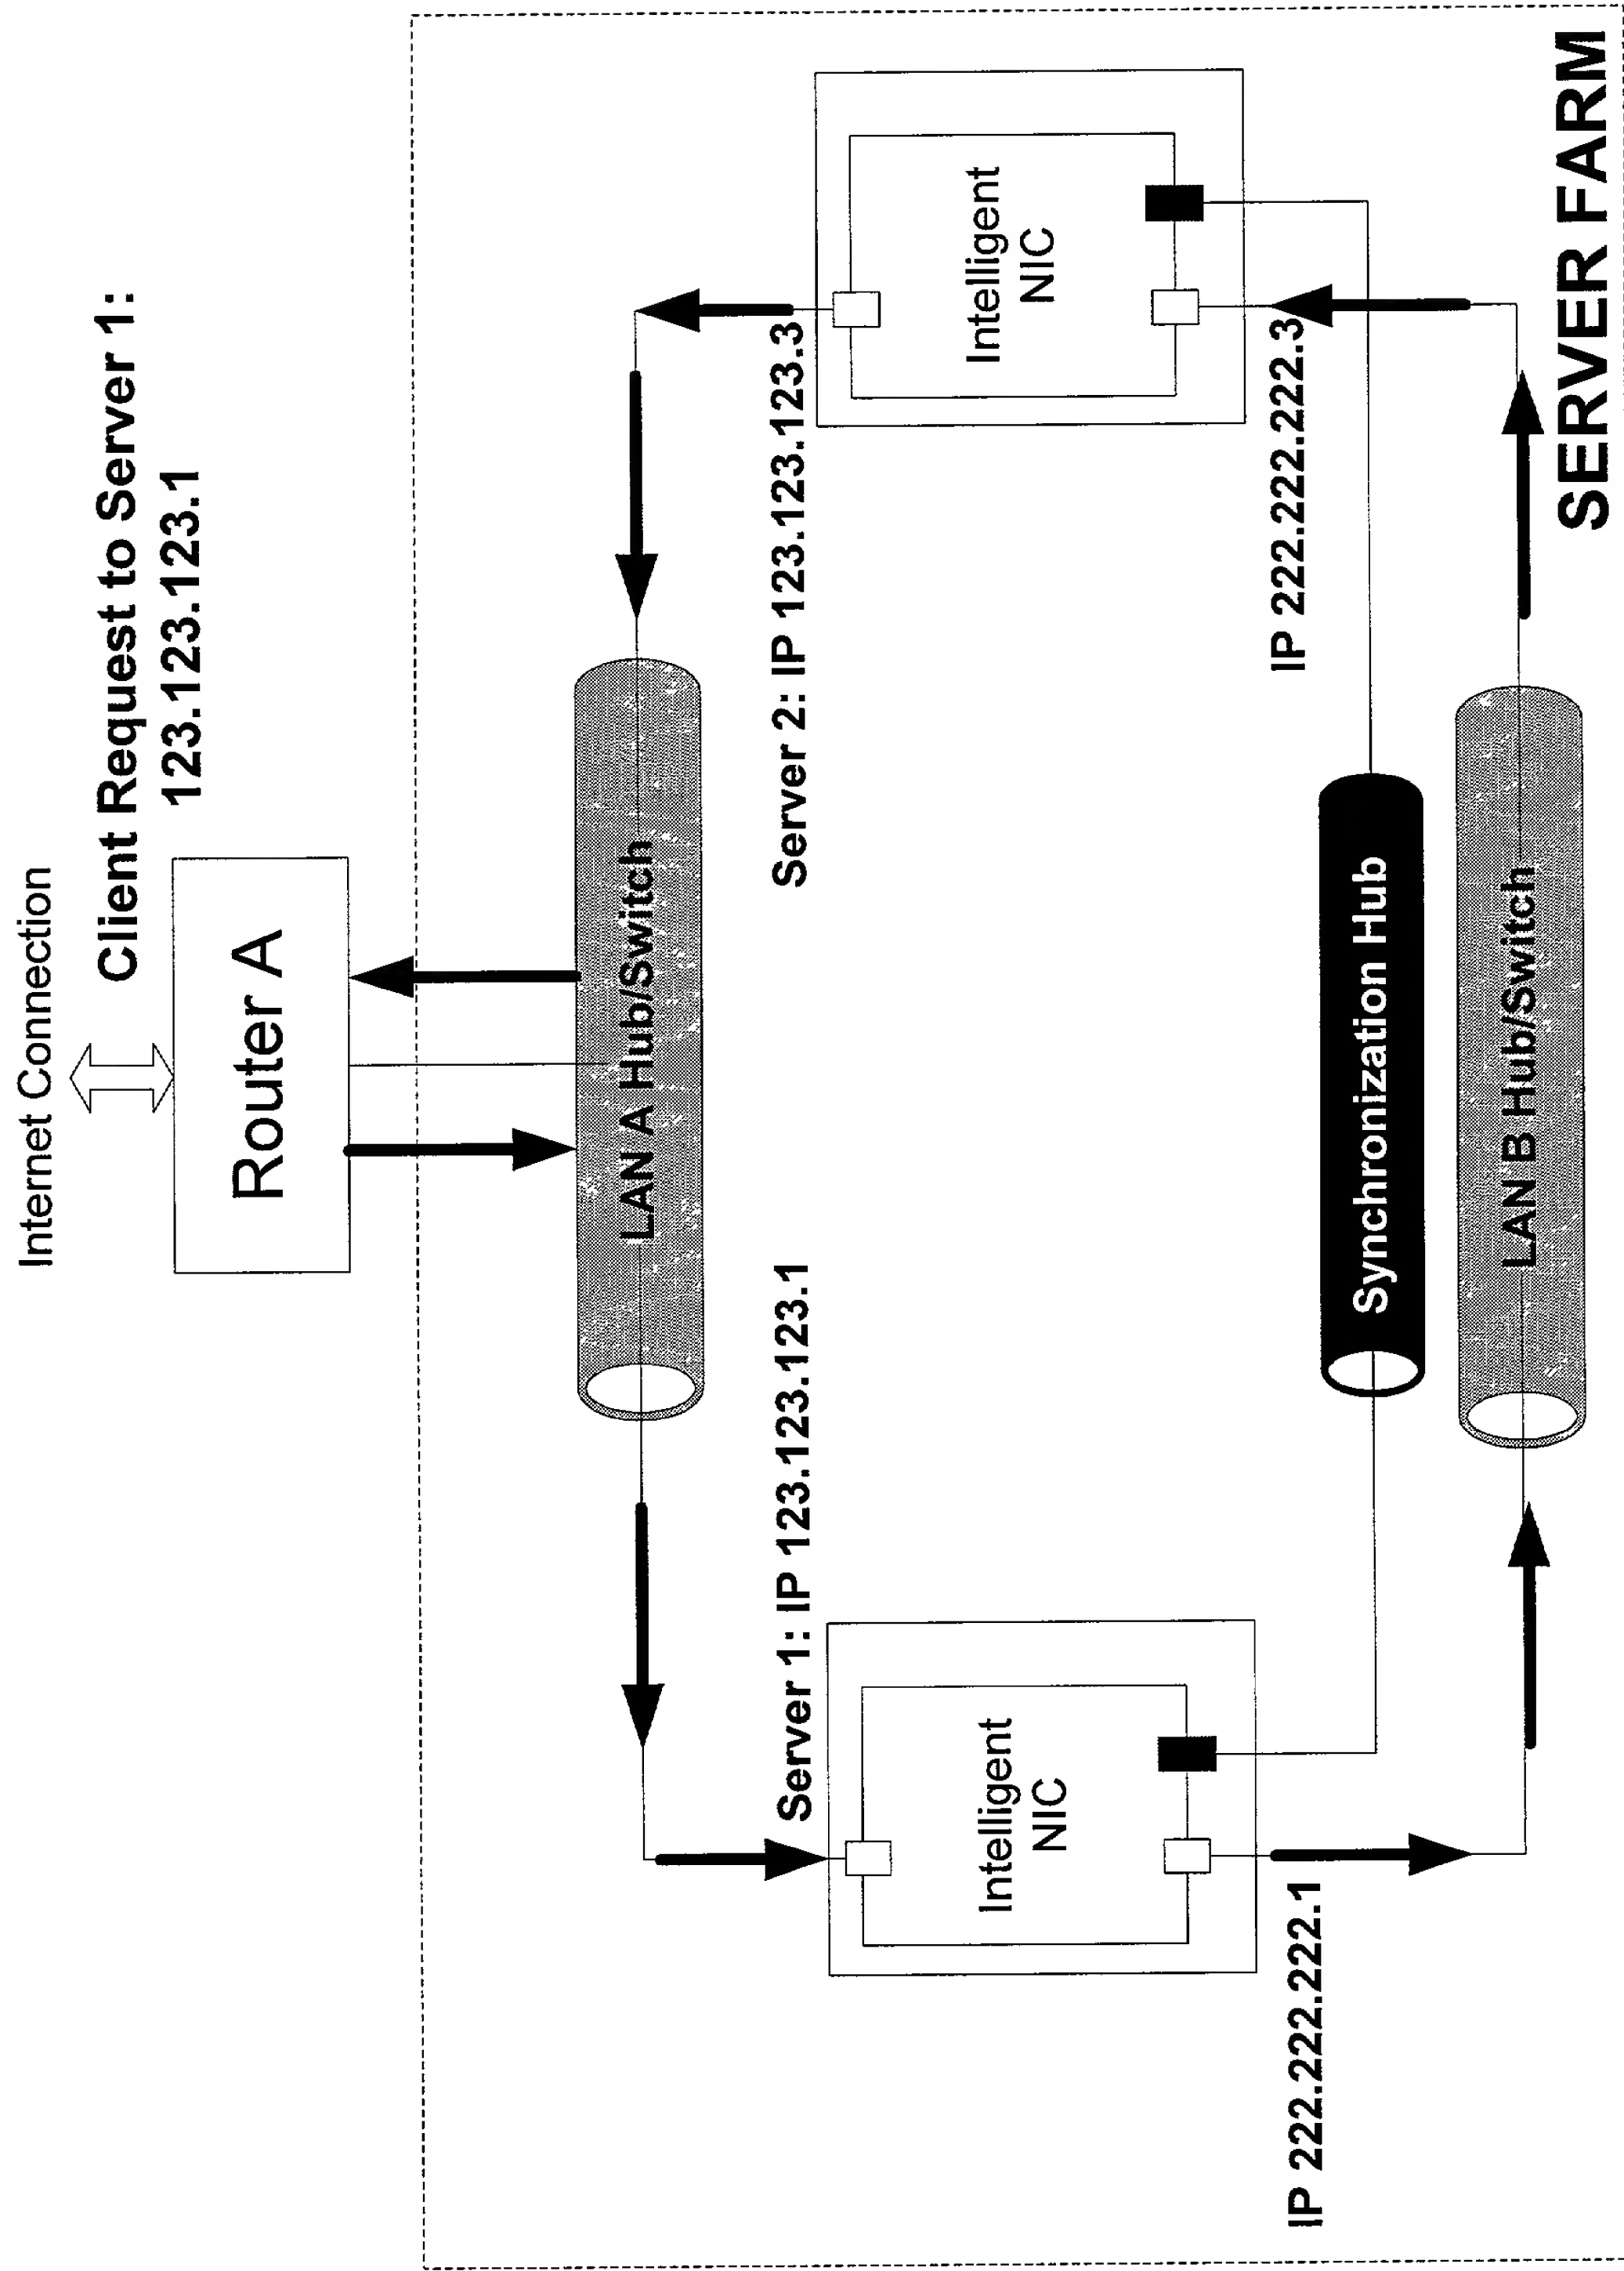 Internet Connection
Client Request to Server 1:
123.123.123.1
Router A
LAN A Hub/Switch
Server 1: IP 123.123.123.1
Server 2: IP 123.123.123.3
Intelligent
NIC
Intelligent
NIC
IP 222.222.222.1
IP 222.222.222.3
Synchronization Hub
LAN B Hub/Switch
SERVER FARM